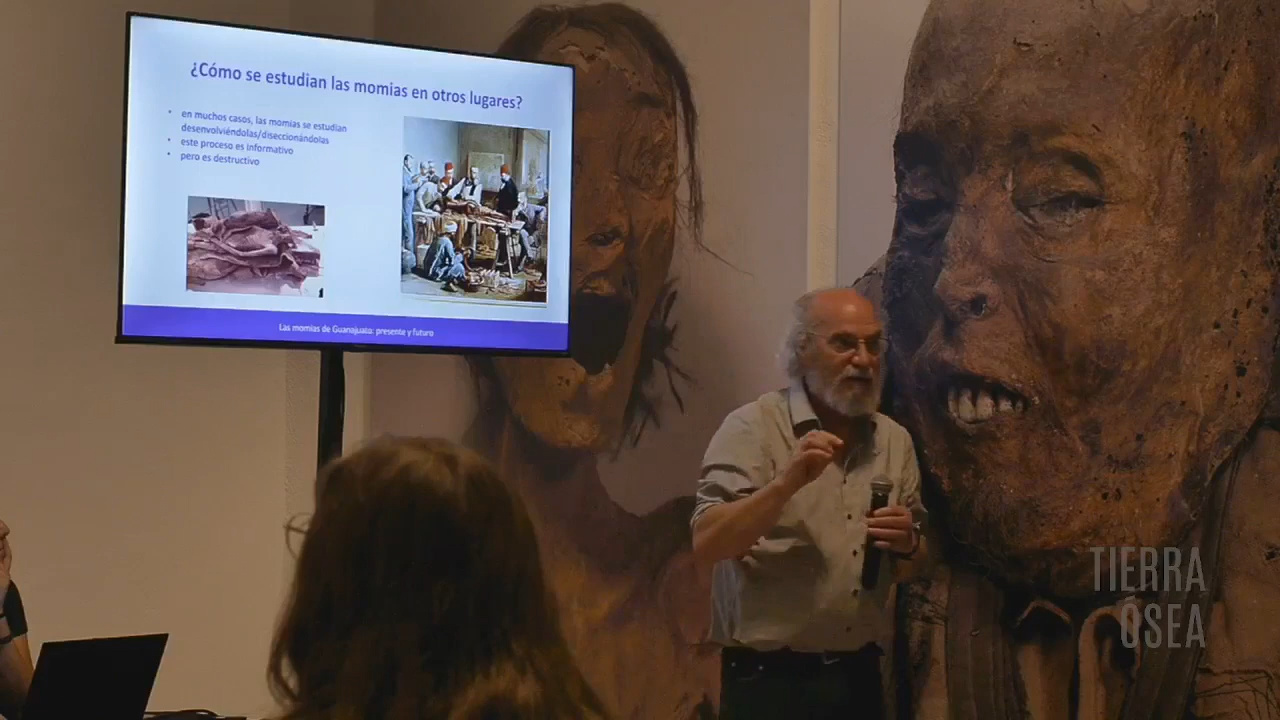 ¿Cómo se estudian las momias en otros lugares?
• en muchos casos, las momias se estudian
desenvolviéndolas/diseccionándolas
• este proceso es informativo
• pero es destructivo
Las momias de Guanajuato: presente y futuro
TIERRA
ÓSEA